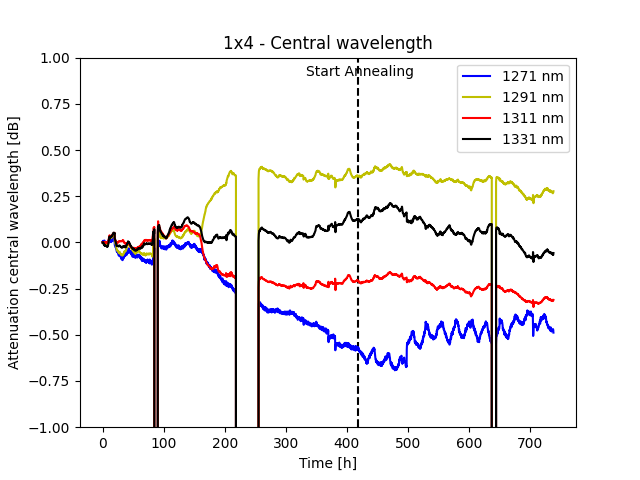 1x4 - Central wavelength
Start Annealing
1271 nm
1291 nm
1311 nm
1331 nm
Attenuation central wavelength [dB]
1.00
0.75
0.50
0.25
0.00
−0.25
−0.50
−0.75
−1.00
0 100 200 300 400 500 600 700
Time [h]